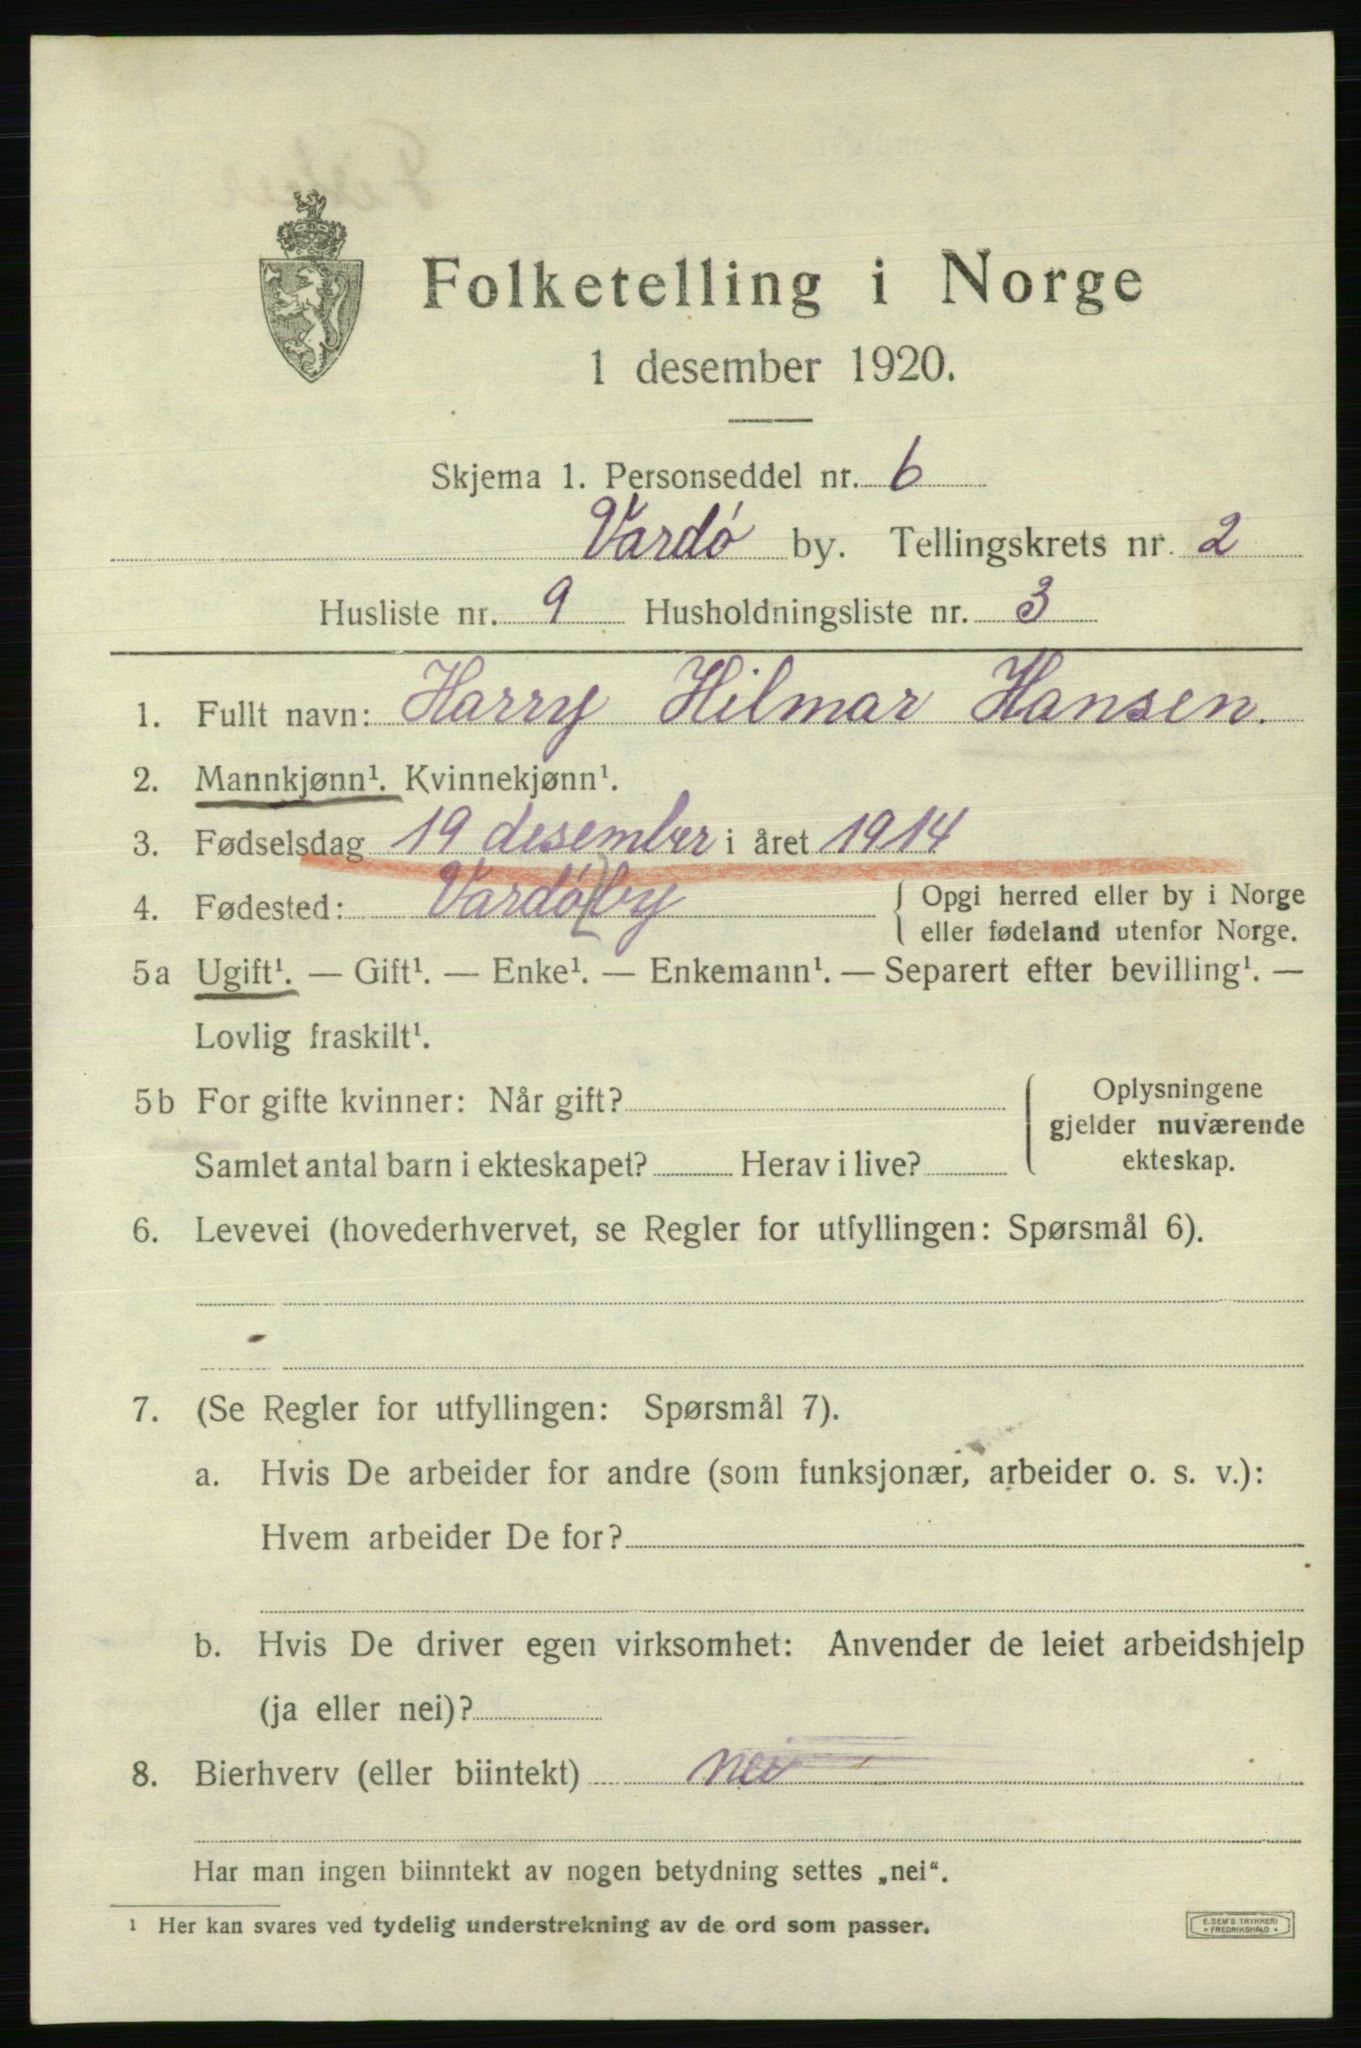 Folketelling i Norge
1 desember 1920.
Skjema 1. Personseddel nr. 6
Vardø by. Tellingskrets nr. 2
Husliste nr. 9 Husholdningsliste nr. 3
1. Fullt navn: Harry Hilmar Hansen.
2. Mannkjønn¹. Kvinnekjønn¹.
3. Fødselsdag 19 desember i året 1914
4. Fødested: Vardø by { Opgi herred eller by i Norge
eller fødeland utenfor Norge.
5a Ugift¹. — Gift¹. — Enke¹. — Enkemann¹. — Separert efter bevilling¹. —
Lovlig fraskilt¹.
5b For gifte kvinner: Når gift? { Oplysningene
gjelder nuværende
Samlet antal barn i ekteskapet? Herav i live? ekteskap.
6. Levevei (hovederhvervet, se Regler for utfyllingen: Spørsmål 6).
7. (Se Regler for utfyllingen: Spørsmål 7).
a. Hvis De arbeider for andre (som funksjonær, arbeider o. s. v.):
Hvem arbeider De for?
b. Hvis De driver egen virksomhet: Anvender de leiet arbeidshjelp
(ja eller nei)?
8. Bierhverv (eller biintekt) nei
Har man ingen biinntekt av nogen betydning settes „nei“.
¹ Her kan svares ved tydelig understrekning av de ord som passer.
E. SEM'S TRYKKERI
• FREDRIKSHALD •